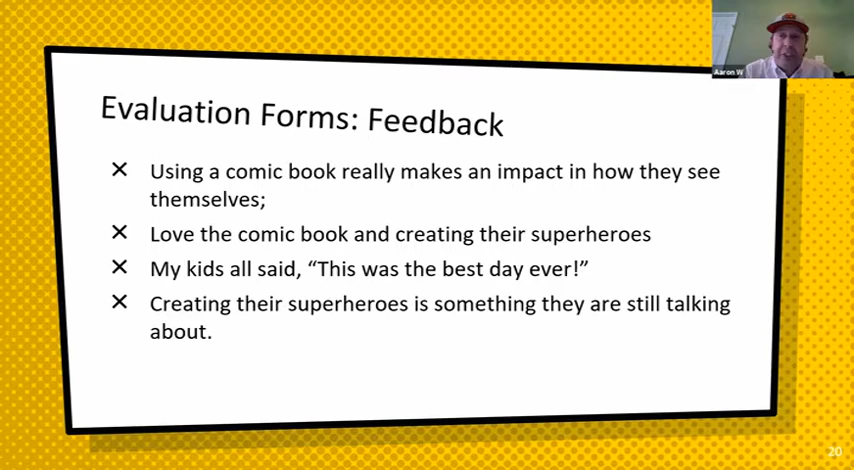 Aaron W
Evaluation Forms: Feedback
✕ Using a comic book really makes an impact in how they see
themselves;
✕ Love the comic book and creating their superheroes
✕ My kids all said, “This was the best day ever!”
✕ Creating their superheroes is something they are still talking
about.
20